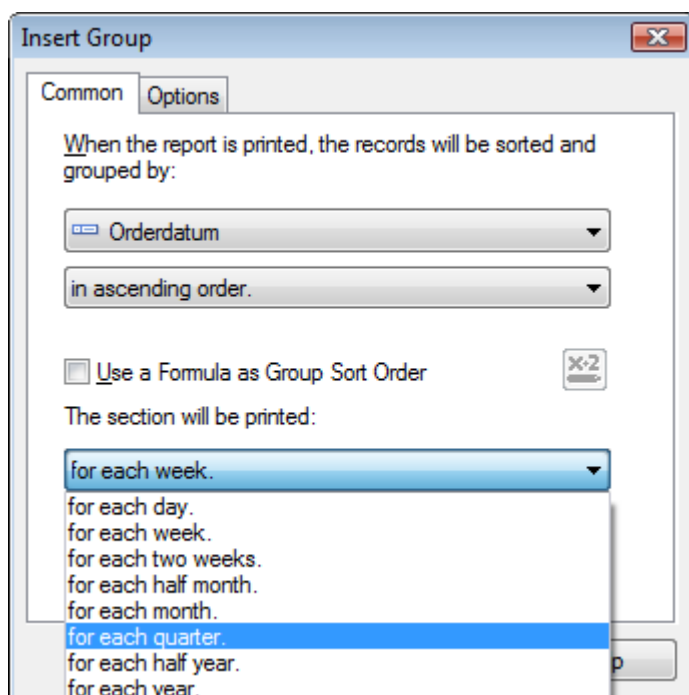 Insert Group
Common
Options
When the report is printed, the records will be sorted and
grouped by:
Orderdatum
in ascending order.
Use a Formula as Group Sort Order
x+2
The section will be printed:
for each week.
for each day.
for each week.
for each two weeks.
for each half month.
for each month.
for each quarter.
for each half year.
p
for each year.